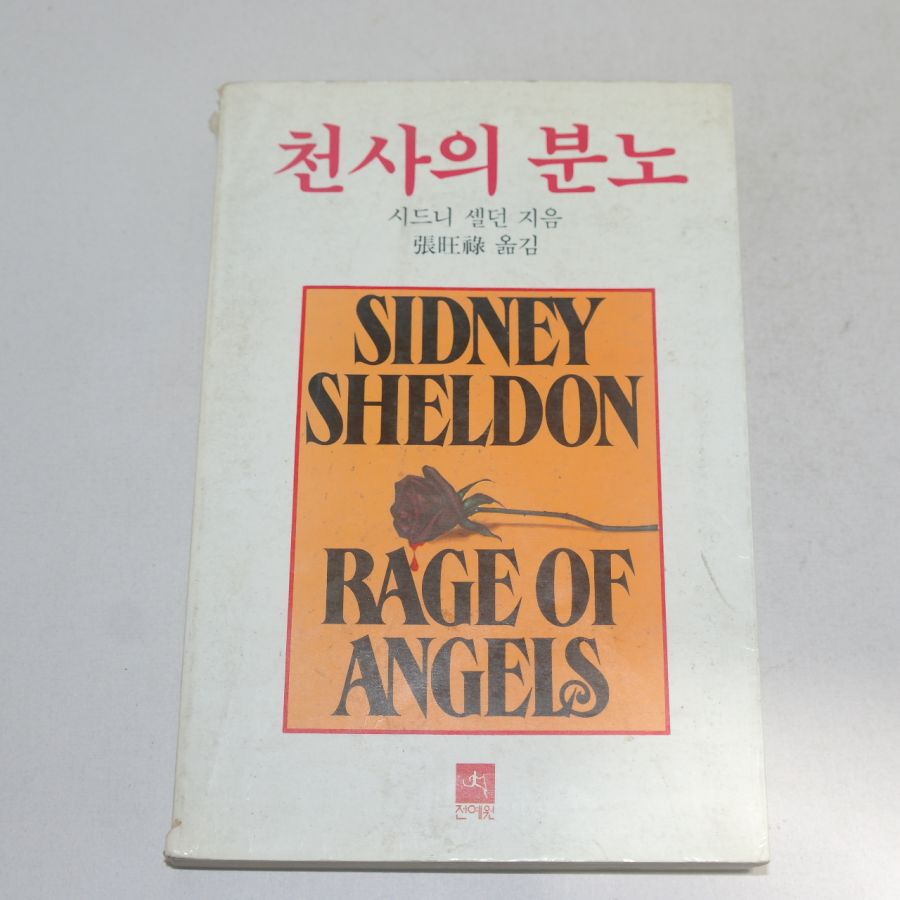 천사의 분노
시드니 셀던 지음
張旺祿 옮김
SIDNEY
SHELDON
RAGE OF
ANGELS
전예원